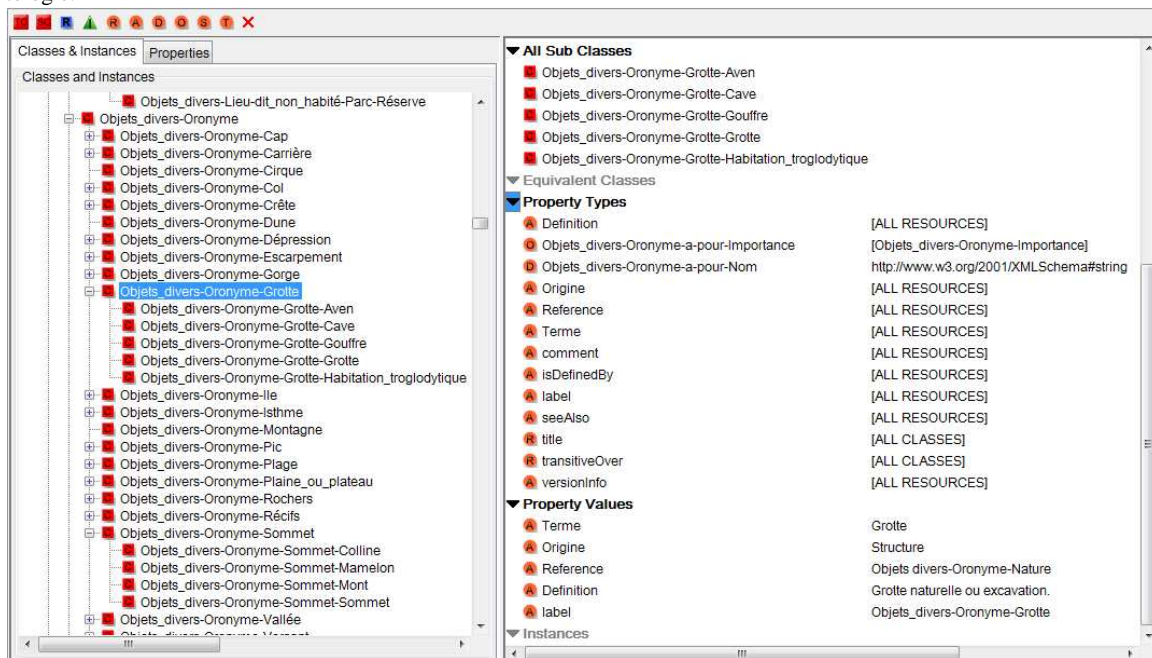 TC SC R R A D O S T
Classes & Instances Properties
Classes and Instances
Objets_divers-Lieu-dit_non_habité-Parc-Réserve
Objets_divers-Oronyme
Objets_divers-Oronyme-Cap
Objets_divers-Oronyme-Carrière
Objets_divers-Oronyme-Cirque
Objets_divers-Oronyme-Col
Objets_divers-Oronyme-Crête
Objets_divers-Oronyme-Dune
Objets_divers-Oronyme-Dépression
Objets_divers-Oronyme-Escarpement
Objets_divers-Oronyme-Gorge
Objets_divers-Oronyme-Grotte
Objets_divers-Oronyme-Grotte-Aven
Objets_divers-Oronyme-Grotte-Cave
Objets_divers-Oronyme-Grotte-Gouffre
Objets_divers-Oronyme-Grotte-Grotte
Objets_divers-Oronyme-Grotte-Habitation_troglodytique
Objets_divers-Oronyme-Ile
Objets_divers-Oronyme-Isthme
Objets_divers-Oronyme-Montagne
Objets_divers-Oronyme-Pic
Objets_divers-Oronyme-Plage
Objets_divers-Oronyme-Plaine_ou_plateau
Objets_divers-Oronyme-Rochers
Objets_divers-Oronyme-Récifs
Objets_divers-Oronyme-Sommet
Objets_divers-Oronyme-Sommet-Colline
Objets_divers-Oronyme-Sommet-Mamelon
Objets_divers-Oronyme-Sommet-Mont
Objets_divers-Oronyme-Sommet-Sommet
Objets_divers-Oronyme-Vallée
All Sub Classes
Objets_divers-Oronyme-Grotte-Aven
Objets_divers-Oronyme-Grotte-Cave
Objets_divers-Oronyme-Grotte-Gouffre
Objets_divers-Oronyme-Grotte-Grotte
Objets_divers-Oronyme-Grotte-Habitation_troglodytique
Equivalent Classes
Property Types
A Definition [ALL RESOURCES]
O Objets_divers-Oronyme-a-pour-Importance [Objets_divers-Oronyme-Importance]
D Objets_divers-Oronyme-a-pour-Nom http://www.w3.org/2001/XMLSchema#string
A Origine [ALL RESOURCES]
A Reference [ALL RESOURCES]
A Terme [ALL RESOURCES]
A comment [ALL RESOURCES]
A isDefinedBy [ALL RESOURCES]
A label [ALL RESOURCES]
A seeAlso [ALL RESOURCES]
R title [ALL CLASSES]
R transitiveOver [ALL CLASSES]
A versionInfo [ALL RESOURCES]
Property Values
A Terme Grotte
A Origine Structure
A Reference Objets divers-Oronyme-Nature
A Definition Grotte naturelle ou excavation.
A label Objets_divers-Oronyme-Grotte
Instances